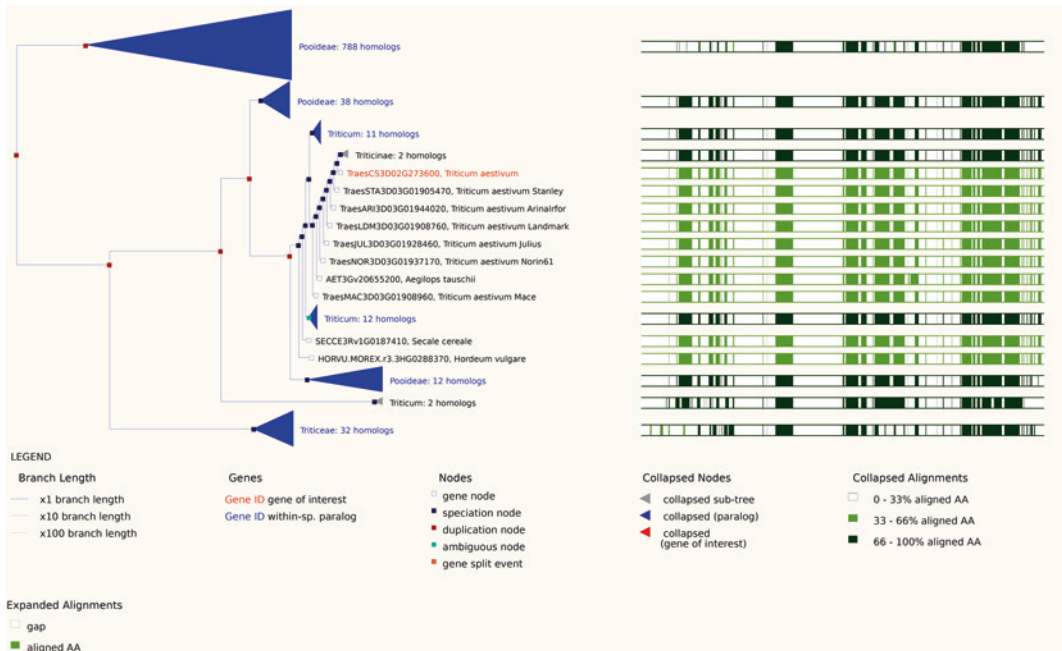 Pooideae: 788 homologs
Pooideae: 38 homologs
Triticum: 11 homologs
Triticinae: 2 homologs
TraesCS3D02G273600, Triticum aestivum
TraesSTA3D03G01905470, Triticum aestivum Stanley
TraesARI3D03G01944020, Triticum aestivum Arinalrfor
TraesLDM3D03G01908760, Triticum aestivum Landmark
TraesJUL3D03G01928460, Triticum aestivum Julius
TraesNOR3D03G01937170, Triticum aestivum Norin61
AET3Gv20655200, Aegilops tauschii
TraesMAC3D03G01908960, Triticum aestivum Mace
Triticum: 12 homologs
SECCE3Rv1G0187410, Secale cereale
HORVU.MOREX.r3.3HG0288370, Hordeum vulgare
Pooideae: 12 homologs
Triticum: 2 homologs
Triticeae: 32 homologs
LEGEND
Branch Length
x1 branch length
x10 branch length
x100 branch length
Genes
Gene ID gene of interest
Gene ID within-sp. paralog
Nodes
gene node
speciation node
duplication node
ambiguous node
gene split event
Collapsed Nodes
collapsed sub-tree
collapsed (paralog)
collapsed
(gene of interest)
Collapsed Alignments
0 - 33% aligned AA
33 - 66% aligned AA
66 - 100% aligned AA
Expanded Alignments
gap
aligned AA